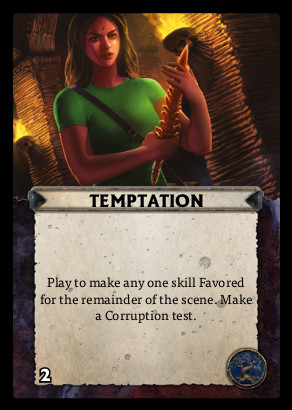 TEMPTATION
Play to make any one skill Favored
for the remainder of the scene. Make
a Corruption test.
2